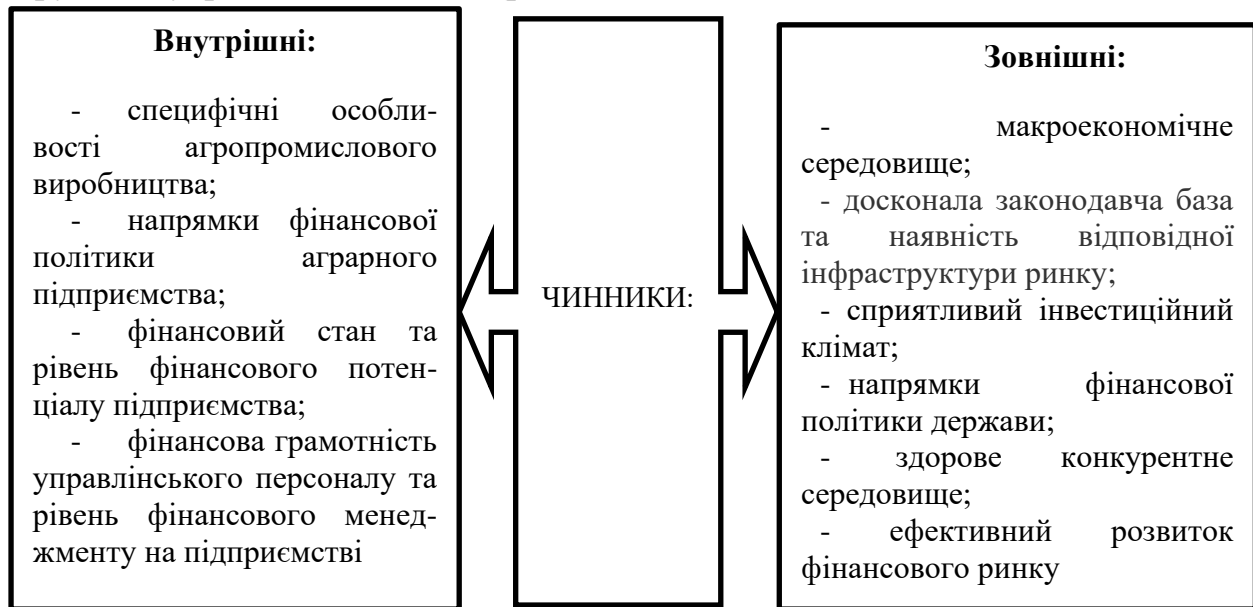 Внутрішні:
- специфічні особли-
вості агропромислового
виробництва;
- напрямки фінансової
політики аграрного
підприємства;
- фінансовий стан та
рівень фінансового потен-
ціалу підприємства;
- фінансова грамотність
управлінського персоналу та
рівень фінансового менед-
жменту на підприємстві
ЧИННИКИ:
Зовнішні:
- макроекономічне
середовище;
- досконала законодавча база
та наявність відповідної
інфраструктури ринку;
- сприятливий інвестиційний
клімат;
- напрямки фінансової
політики держави;
- здорове конкурентне
середовище;
- ефективний розвиток
фінансового ринку